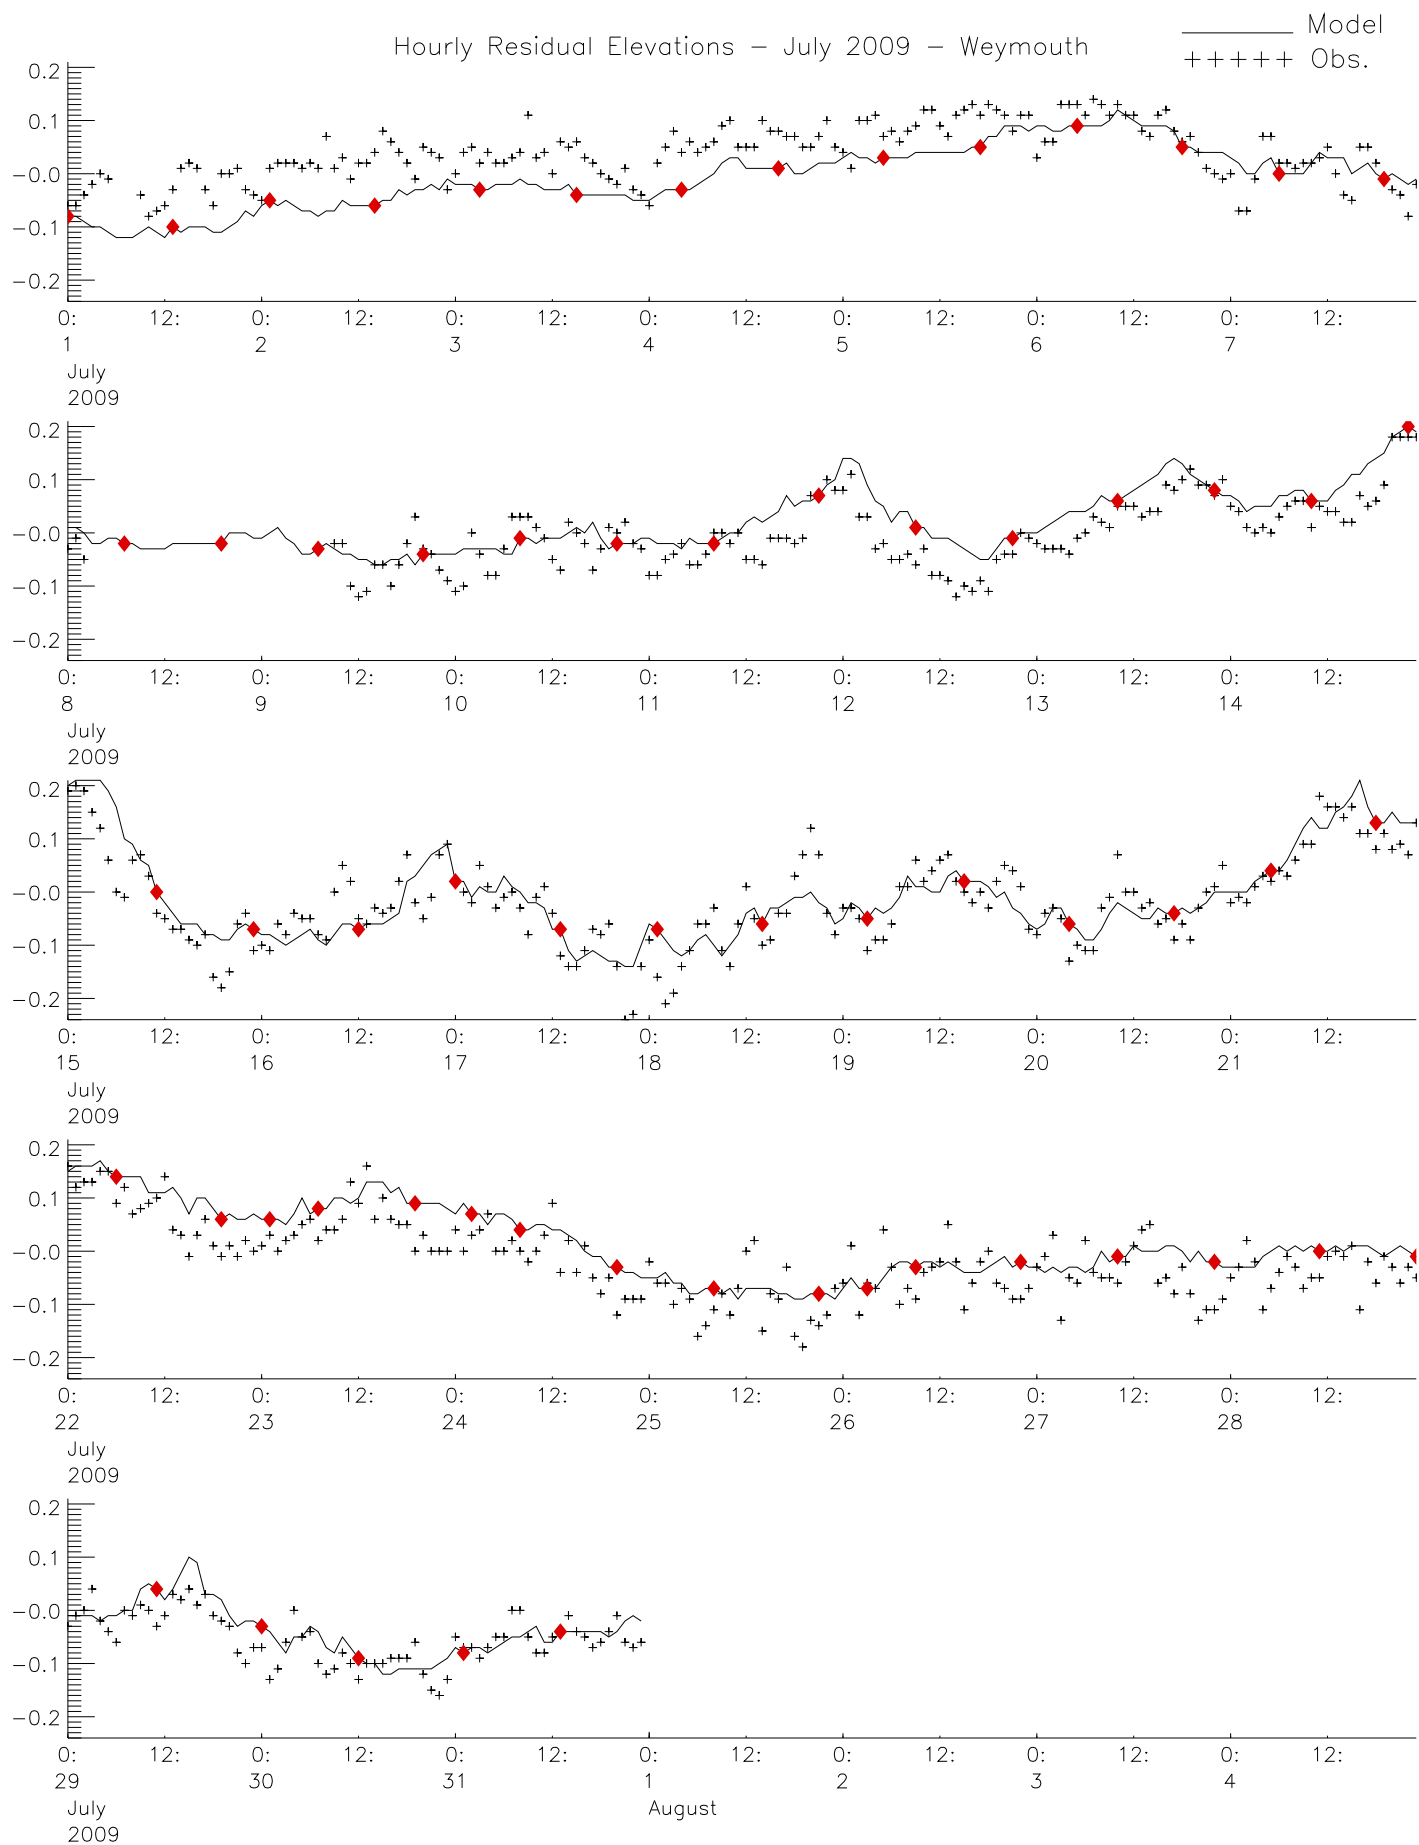 Hourly Residual Elevations − July 2009 − Weymouth
Model
+++++ Obs.
0.2
0.1
−0.0
−0.1
−0.2
0: 12: 0: 12: 0: 12: 0: 12: 0: 12: 0: 12: 0: 12:
1 2 3 4 5 6 7
July
2009
0.2
0.1
−0.0
−0.1
−0.2
0: 12: 0: 12: 0: 12: 0: 12: 0: 12: 0: 12: 0: 12:
8 9 10 11 12 13 14
July
2009
0.2
0.1
−0.0
−0.1
−0.2
0: 12: 0: 12: 0: 12: 0: 12: 0: 12: 0: 12: 0: 12:
15 16 17 18 19 20 21
July
2009
0.2
0.1
−0.0
−0.1
−0.2
0: 12: 0: 12: 0: 12: 0: 12: 0: 12: 0: 12: 0: 12:
22 23 24 25 26 27 28
July
2009
0.2
0.1
−0.0
−0.1
−0.2
0: 12: 0: 12: 0: 12: 0: 12: 0: 12: 0: 12: 0: 12:
29 30 31 1 2 3 4
July August
2009